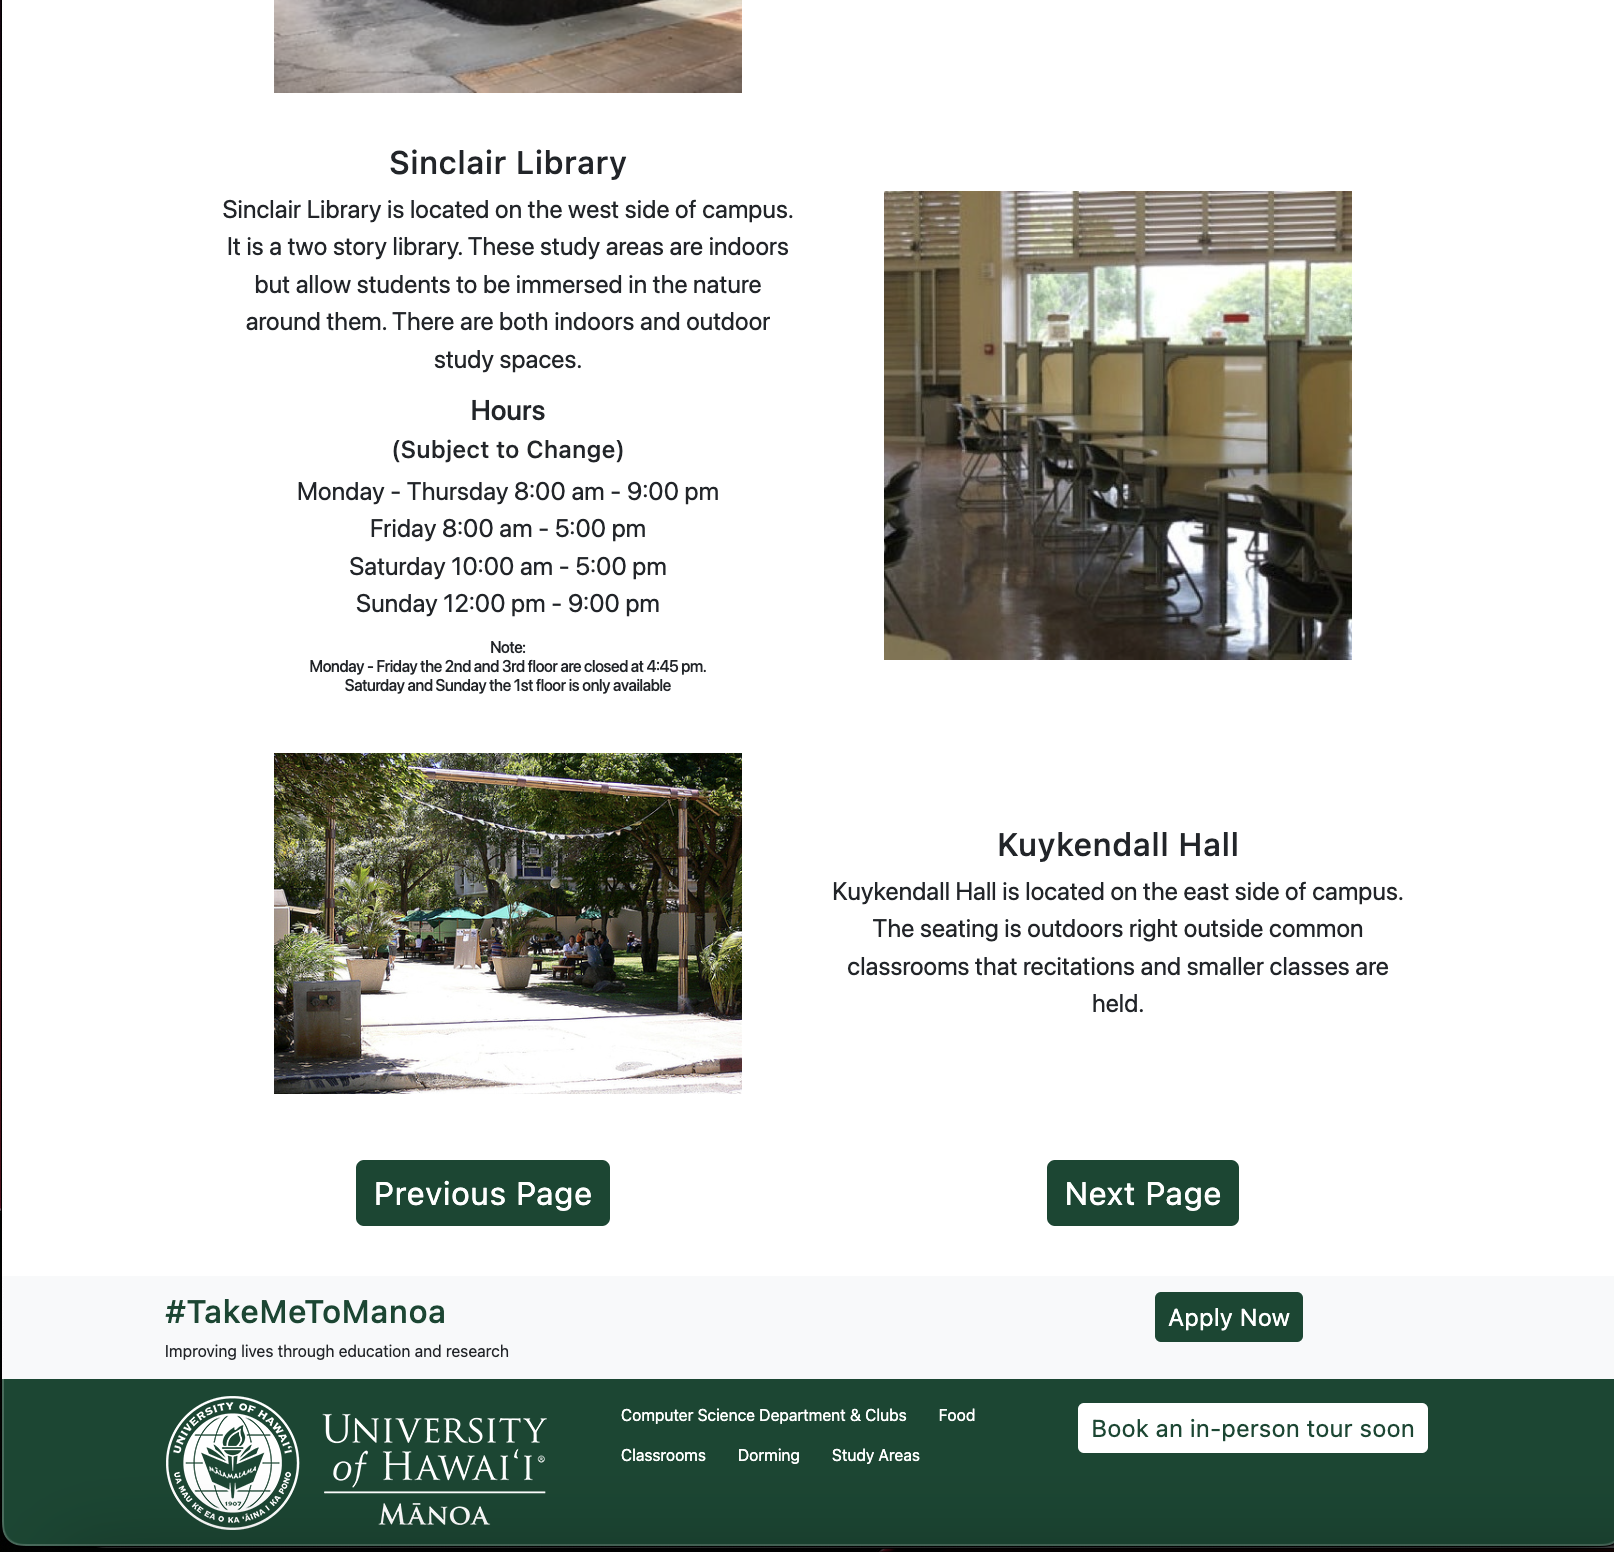 Sinclair Library
Sinclair Library is located on the west side of campus.
It is a two story library. These study areas are indoors
but allow students to be immersed in the nature
around them. There are both indoors and outdoor
study spaces.
Hours
(Subject to Change)
Monday - Thursday 8:00 am - 9:00 pm
Friday 8:00 am - 5:00 pm
Saturday 10:00 am - 5:00 pm
Sunday 12:00 pm - 9:00 pm
Note:
Monday - Friday the 2nd and 3rd floor are closed at 4:45 pm.
Saturday and Sunday the 1st floor is only available
Kuykendall Hall
Kuykendall Hall is located on the east side of campus.
The seating is outdoors right outside common
classrooms that recitations and smaller classes are
held.
Previous Page
Next Page
#TakeMeToManoa
Improving lives through education and research
Apply Now
UNIVERSITY OF HAWAIʻI
MĀLAMALAMA
1907
UA MAU KE EA O KA ʻĀINA I KA PONO
UNIVERSITY
of HAWAIʻI®
MĀNOA
Computer Science Department & Clubs Food
Classrooms Dorming Study Areas
Book an in-person tour soon